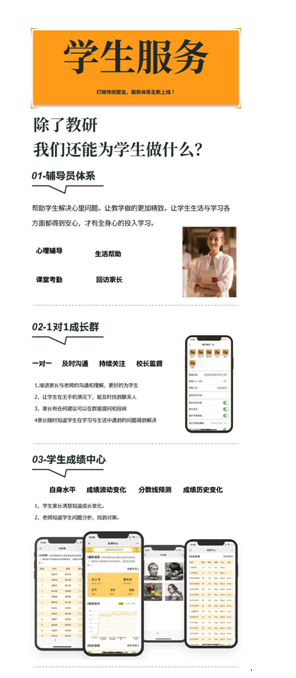 学生服务
打破传统壁垒，服务体系全新上线！
除了教研
我们还能为学生做什么？
01-辅导员体系
帮助学生解决心里问题。让教学做的更加精致。让学生生活与学习各
方面都得到安心，才有全身心的投入学习。
心理辅导 生活帮助
课堂考勤 回访家长
02-1对1成长群
一对一 及时沟通 持续关注 校长监督
1,增进家长与老师的沟通和理解，更好的为学生
2、让学生在无手机情况下，能及时找到联系人
3、家长有任何建议可以在群里提问和投诉
4家长随时知道学生在学习与生活中遇到的问题得到解决
03-学生成绩中心
自身水平 成绩波动变化 分数线预测 成绩历史变化
1、学生家长清楚知道成长变化。
2、老师知道学生问题分析，找到对策。